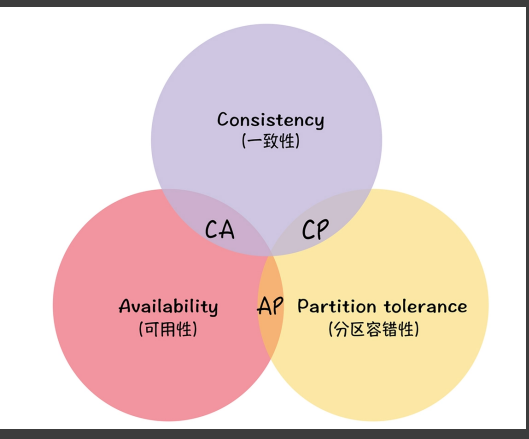 Consistency
(一致性)
CA
CP
Availability
(可用性)
AP
Partition tolerance
(分区容错性)